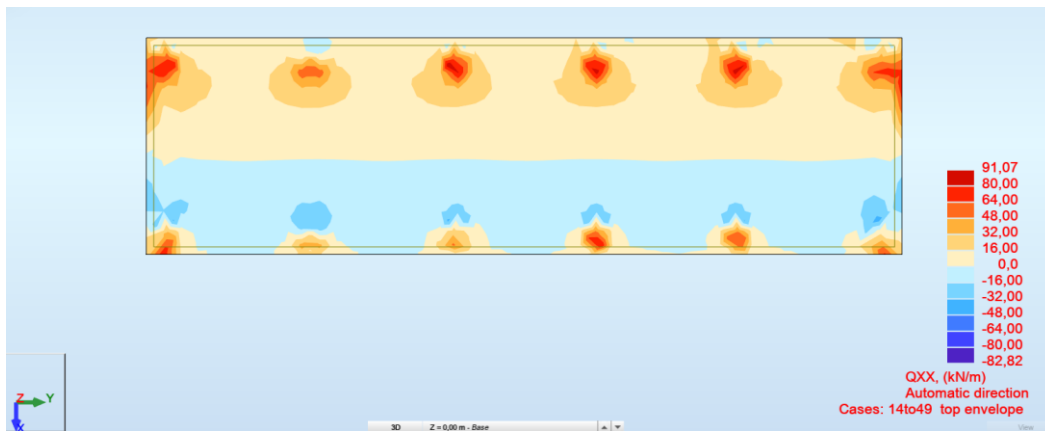 91,07
80,00
64,00
48,00
32,00
16,00
0,0
-16,00
-32,00
-48,00
-64,00
-80,00
-82,82
QXX, (kN/m)
Automatic direction
Cases: 14to49 top envelope
Z Y
X
3D Z = 0,00 m - Base View